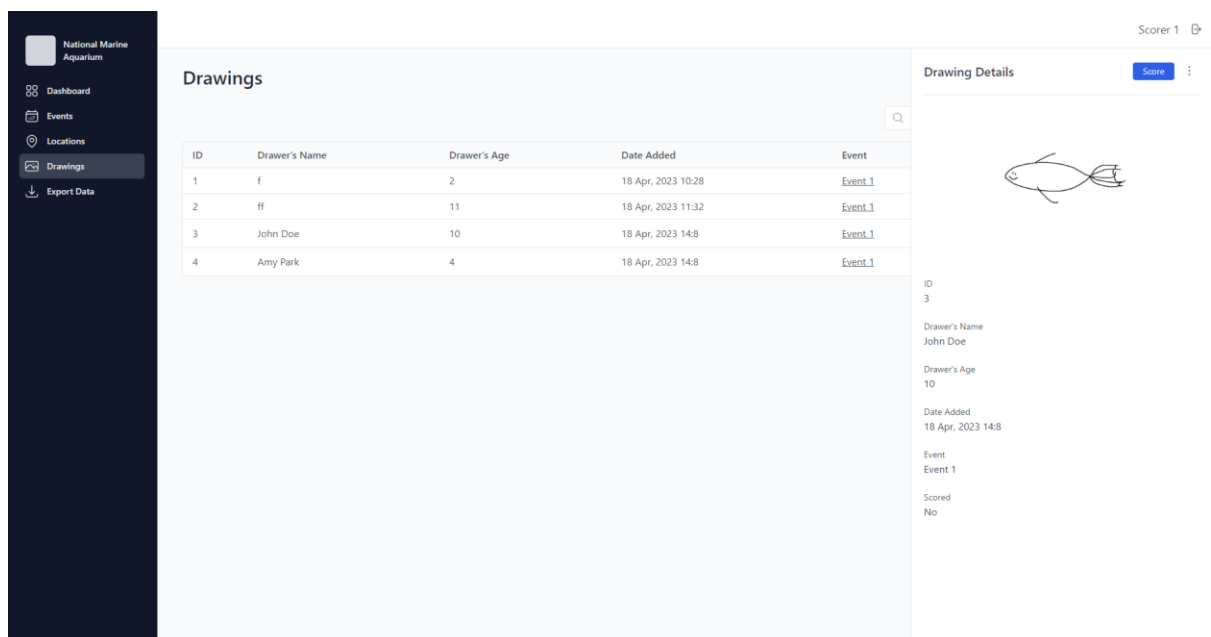 Scorer 1
National Marine
Aquarium
Dashboard
Events
Locations
Drawings
Export Data
Drawings
ID Drawer's Name Drawer's Age Date Added Event
1 f 2 18 Apr, 2023 10:28 Event 1
2 ff 11 18 Apr, 2023 11:32 Event 1
3 John Doe 10 18 Apr, 2023 14:8 Event 1
4 Amy Park 4 18 Apr, 2023 14:8 Event 1
Drawing Details Score
ID
3
Drawer's Name
John Doe
Drawer's Age
10
Date Added
18 Apr, 2023 14:8
Event
Event 1
Scored
No